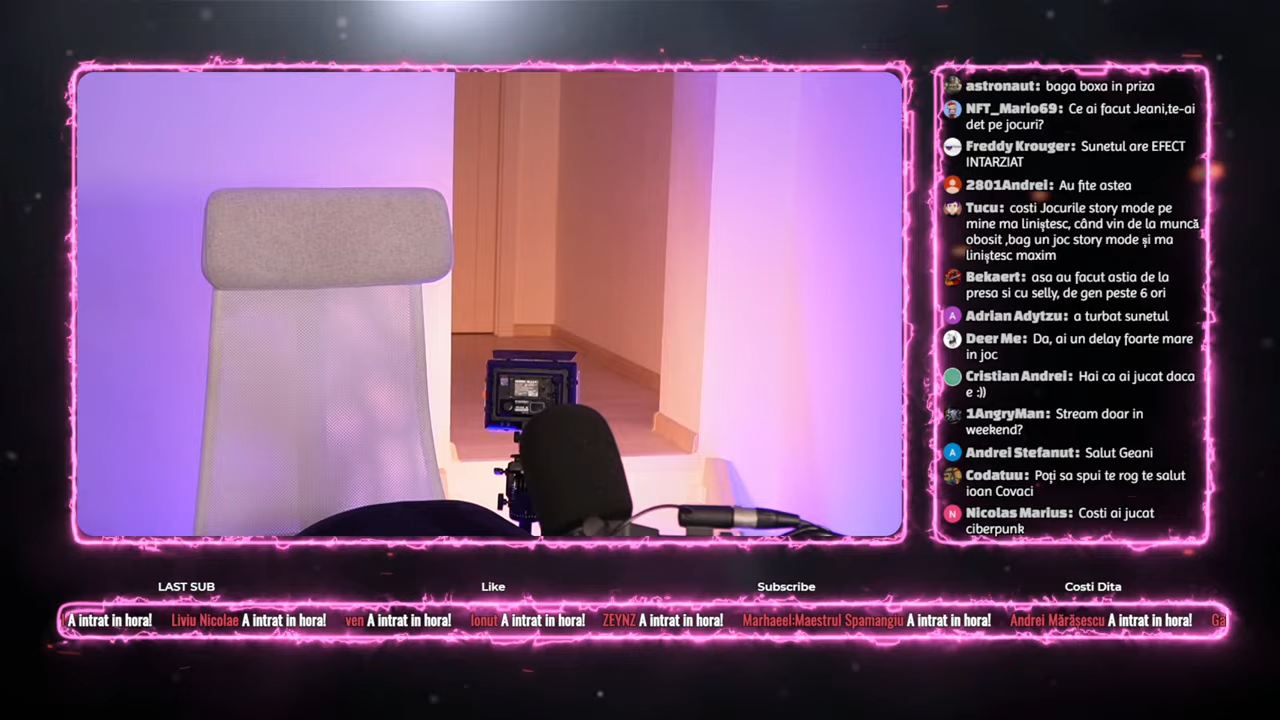 astronaut: baga boxa in priza
NFT_Mario69: Ce ai facut Jeani,te-ai
det pe jocuri?
Freddy Krouger: Sunetul are EFECT
INTARZIAT
2801Andrei: Au fite astea
Tucu: costi Jocurile story mode pe
mine ma liniștesc, când vin de la muncă
obosit ,bag un joc story mode și ma
liniștesc maxim
Bekaert: asa au facut astia de la
presa si cu selly, de gen peste 6 ori
A Adrian Adytzu: a turbat sunetul
Deer Me: Da, ai un delay foarte mare
in joc
Cristian Andrei: Hai ca ai jucat daca
e :))
1AngryMan: Stream doar in
weekend?
A Andrei Stefanut: Salut Geani
Codatuu: Poți sa spui te rog te salut
ioan Covaci
N Nicolas Marius: Costi ai jucat
ciberpunk
LAST SUB Like Subscribe Costi Dita
A intrat in hora! Liviu Nicolae A intrat in hora! ven A intrat in hora! Ionut A intrat in hora! ZEYNZ A intrat in hora! Marhaeel:Maestrul Spamangiu A intrat in hora! Andrei Mărășescu A intrat in hora! Ga